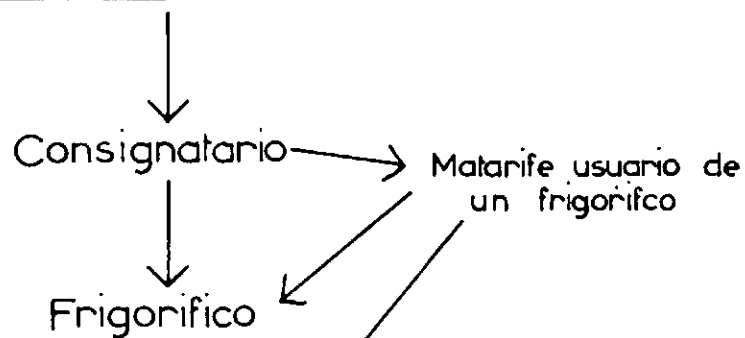 Consignatario
Matarife usuario de
un frigorifco
Frigorifico